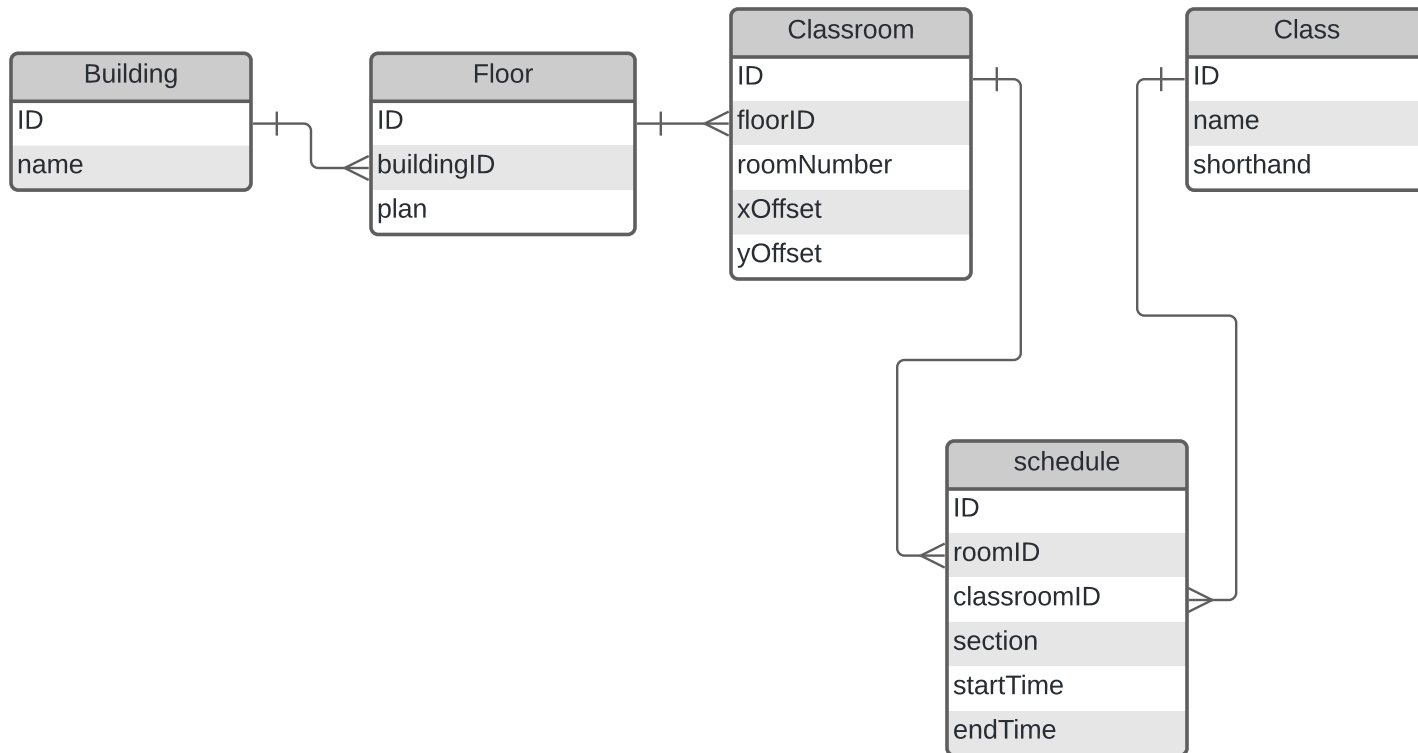 Building
ID
name
Floor
ID
buildingID
plan
Classroom
ID
floorID
roomNumber
xOffset
yOffset
Class
ID
name
shorthand
schedule
ID
roomID
classroomID
section
startTime
endTime